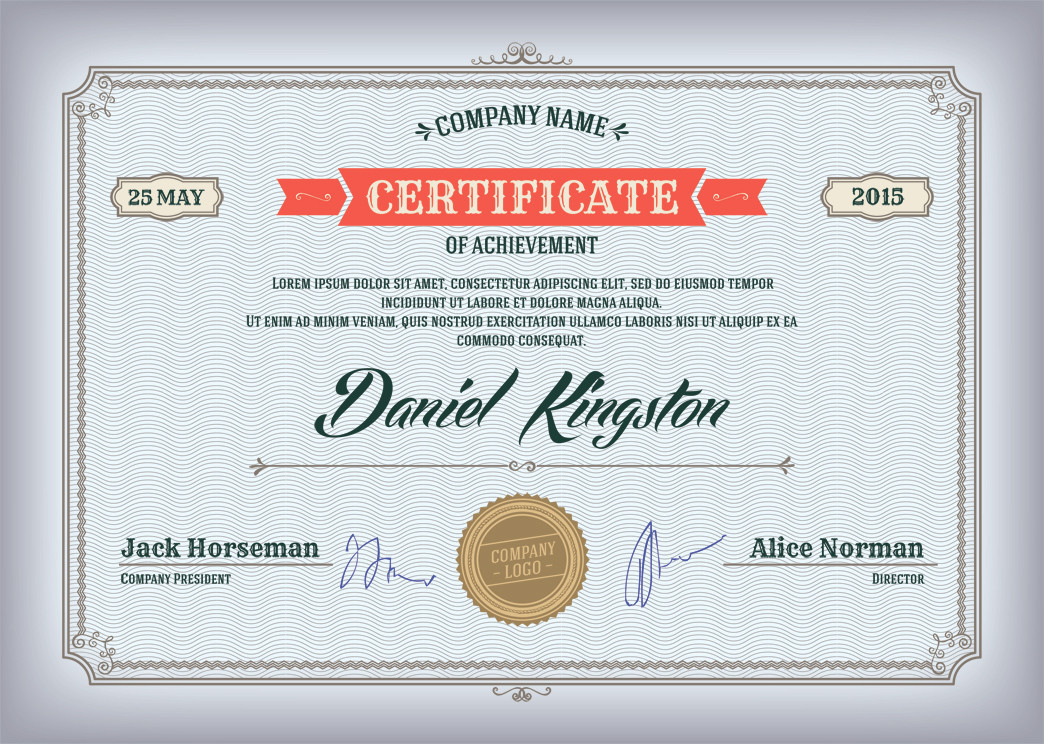 COMPANY NAME
25 MAY
CERTIFICATE
2015
OF ACHIEVEMENT
LOREM IPSUM DOLOR SIT AMET, CONSECTETUR ADIPISCING ELIT, SED DO EIUSMOD TEMPOR
INCIDIDUNT UT LABORE ET DOLORE MAGNA ALIQUA.
UT ENIM AD MINIM VENIAM, QUIS NOSTRUD EXERCITATION ULLAMCO LABORIS NISI UT ALIQUIP EX EA
COMMODO CONSEQUAT.
Daniel Kingston
Jack Horseman
COMPANY PRESIDENT
COMPANY
– LOGO –
Alice Norman
DIRECTOR